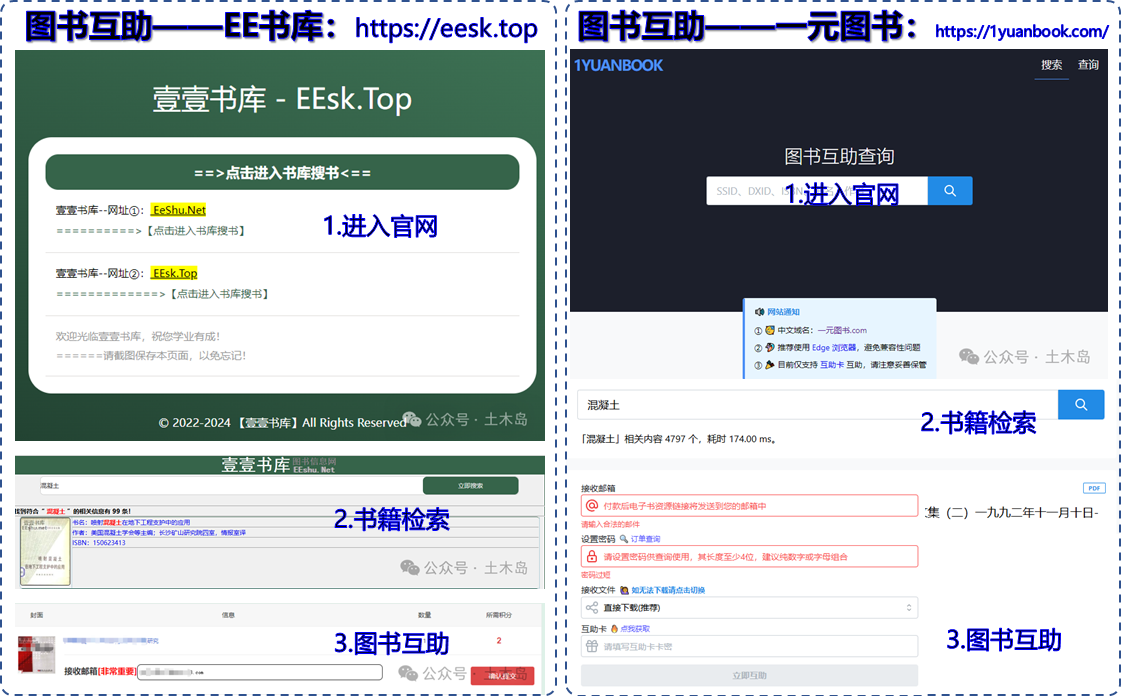 图书互助——EE书库：https://eesk.top
壹壹书库 - EEsk.Top
==>点击进入书库搜书<==
壹壹书库--网址①： EeShu.Net
==========>【点击进入书库搜书】
1.进入官网
壹壹书库--网址②： EEsk.Top
=============>【点击进入书库搜书】
欢迎光临壹壹书库，祝您学业有成！
======请截图保存本页面，以免忘记！
© 2022-2024 【壹壹书库】All Rights Reserved
公众号 · 土木岛
壹壹书库 图书信息网
EEshu.Net
混凝土
立即搜索
找到符合 “ 混凝土 ” 的相关信息有 99 条!
书名：喷射混凝土在地下工程支护中的应用
作者：美国混凝土学会等主编；长沙矿山研究院四室，情报室译
ISBN：150623413
2.书籍检索
公众号 · 土木岛
封面 信息 数量 所需积分
研究
2
3.图书互助
接收邮箱[非常重要]
公众号 · 土木岛
确认提交
图书互助——一元图书：https://1yuanbook.com/
1YUANBOOK
搜索 查询
图书互助查询
SSID、DXID、ISBN
1.进入官网
网站通知
① 中文域名：一元图书.com
② 推荐使用 Edge 浏览器，避免兼容性问题
③ 目前仅支持 互助卡 互助，请注意妥善保管
公众号 · 土木岛
混凝土
2.书籍检索
「混凝土」相关内容 4797 个，耗时 174.00 ms。
接收邮箱
PDF
付款后电子书资源链接将发送到您的邮箱中
集（二）一九九二年十一月十日-
请输入合法的邮件
设置密码 订单查询
请设置密码供查询使用，其长度至少4位，建议纯数字或字母组合
密码过短
接收文件 如无法下载请点击切换
直接下载(推荐)
互助卡 点我获取
请填写互助卡卡密
3.图书互助
立即互助